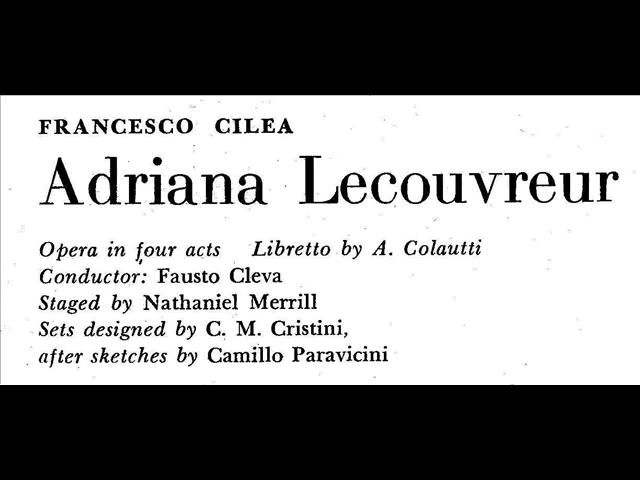 FRANCESCO CILEA
Adriana Lecouvreur
Opera in four acts Libretto by A. Colautti
Conductor: Fausto Cleva
Staged by Nathaniel Merrill
Sets designed by C. M. Cristini,
after sketches by Camillo Paravicini